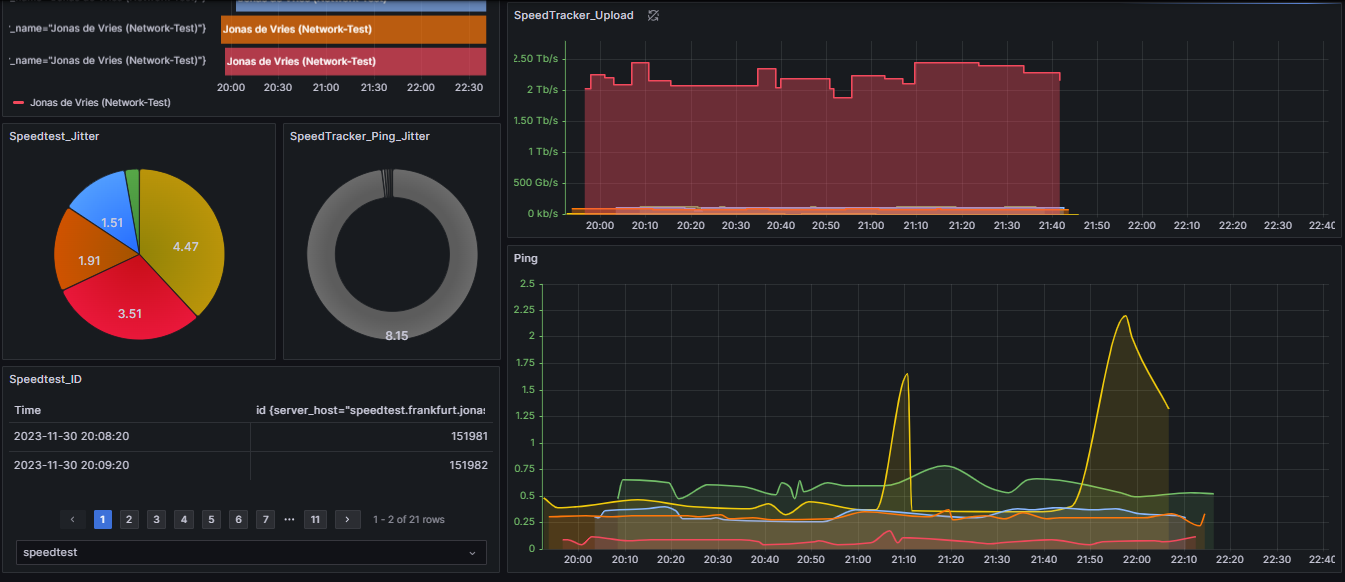 _name="Jonas de Vries (Network-Test)"}
Jonas de Vries (Network-Test)
_name="Jonas de Vries (Network-Test)"}
Jonas de Vries (Network-Test)
20:00 20:30 21:00 21:30 22:00 22:30
Jonas de Vries (Network-Test)
Speedtest_Jitter
1.51
4.47
1.91
3.51
SpeedTracker_Ping_Jitter
8.15
Speedtest_ID
Time id {server_host="speedtest.frankfurt.jonas
2023-11-30 20:08:20 151981
2023-11-30 20:09:20 151982
‹ 1 2 3 4 5 6 7 ••• 11 › 1 - 2 of 21 rows
speedtest
SpeedTracker_Upload
2.50 Tb/s
2 Tb/s
1.50 Tb/s
1 Tb/s
500 Gb/s
0 kb/s
20:00 20:10 20:20 20:30 20:40 20:50 21:00 21:10 21:20 21:30 21:40 21:50 22:00 22:10 22:20 22:30 22:40
Ping
2.5
2.25
2
1.75
1.5
1.25
1
0.75
0.5
0.25
0
20:00 20:10 20:20 20:30 20:40 20:50 21:00 21:10 21:20 21:30 21:40 21:50 22:00 22:10 22:20 22:30 22:40